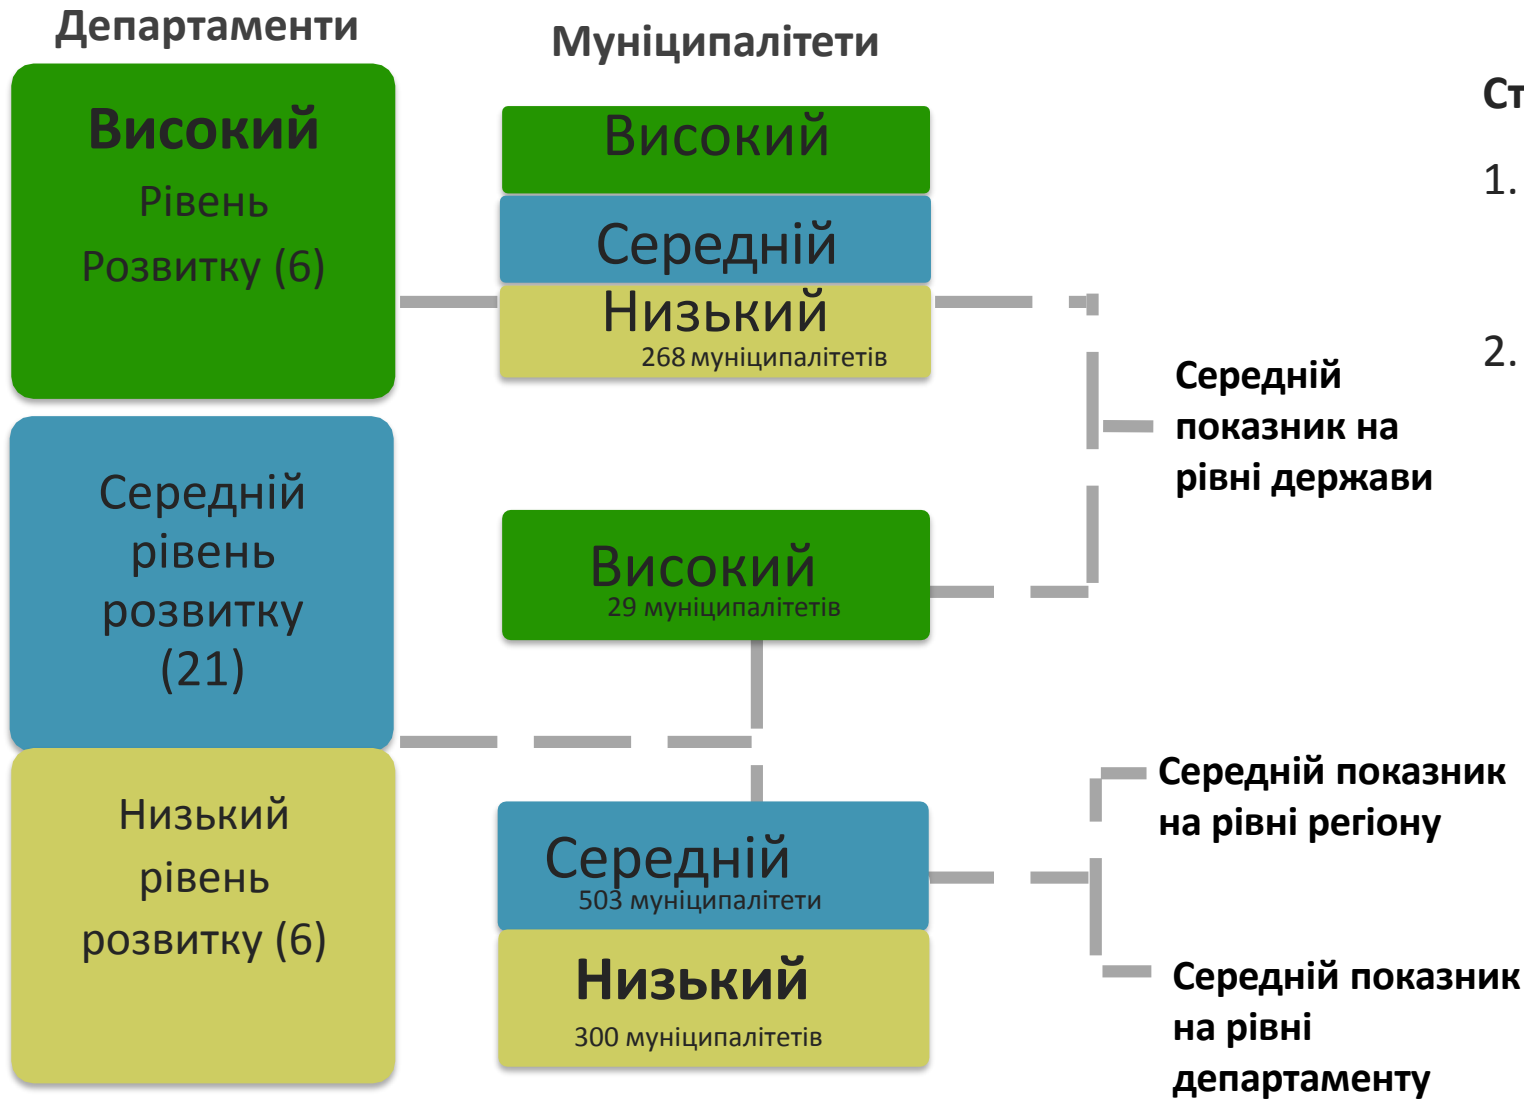 Департаменти
Муніципалітети
Високий
Рівень
Розвитку (6)
Середній
рівень
розвитку
(21)
Низький
рівень
розвитку (6)
Високий
Середній
Низький
268 муніципалітетів
Високий
29 муніципалітетів
Середній
503 муніципалітети
Низький
300 муніципалітетів
Середній
показник на
рівні держави
Середній показник
на рівні регіону
Середній показник
на рівні
департаменту
Ст
1.
2.